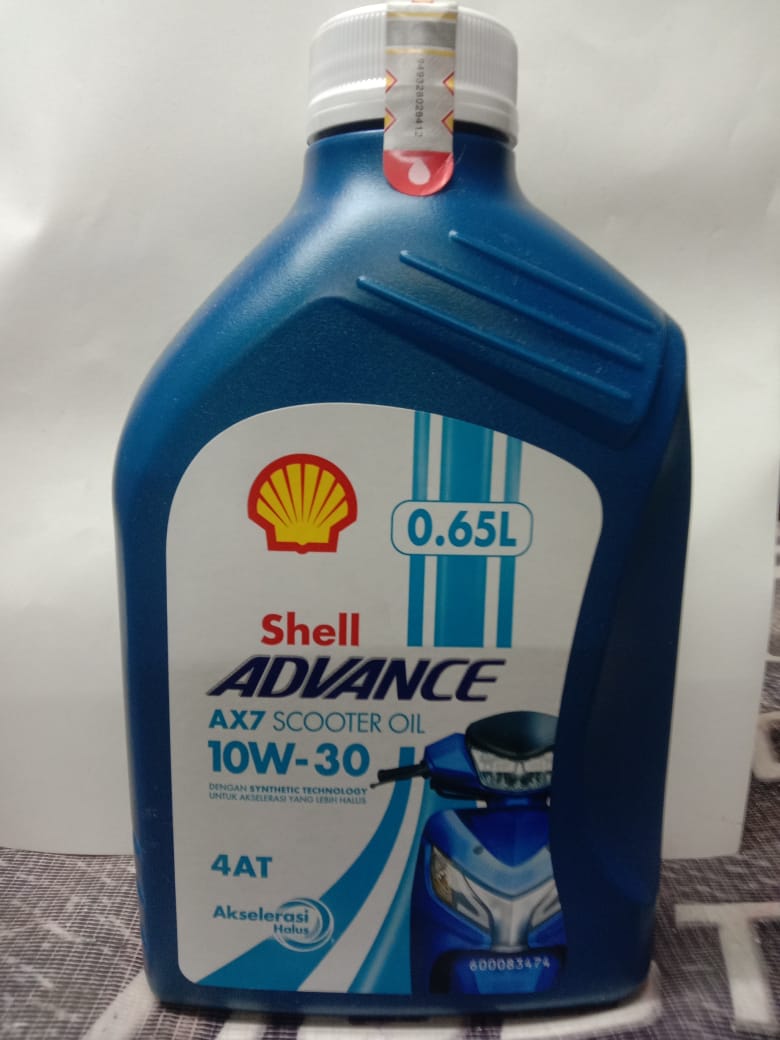 949328029412
0.65L
Shell
ADVANCE
AX7 SCOOTER OIL
10W-30
DENGAN SYNTHETIC TECHNOLOGY
UNTUK AKSELERASI YANG LEBIH HALUS
4AT
Akselerasi
Halus
600083474